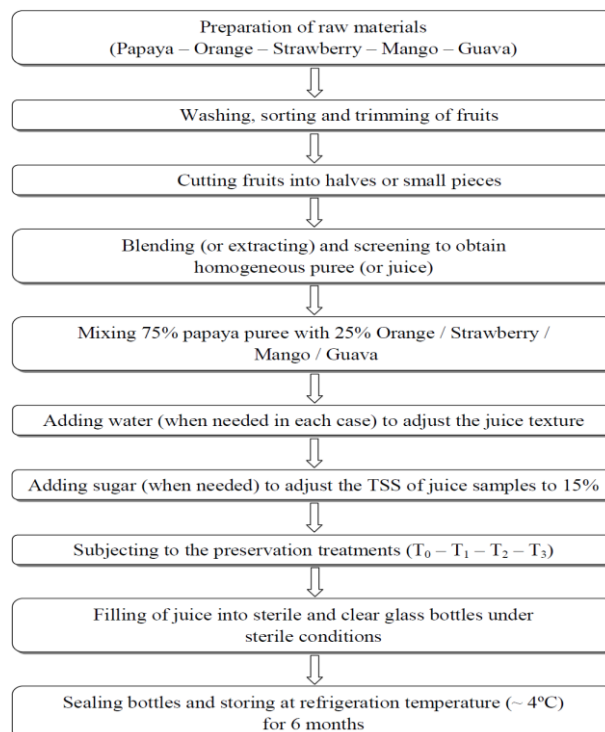 Preparation of raw materials
(Papaya – Orange – Strawberry – Mango – Guava)
Washing, sorting and trimming of fruits
Cutting fruits into halves or small pieces
Blending (or extracting) and screening to obtain
homogeneous puree (or juice)
Mixing 75% papaya puree with 25% Orange / Strawberry /
Mango / Guava
Adding water (when needed in each case) to adjust the juice texture
Adding sugar (when needed) to adjust the TSS of juice samples to 15%
Subjecting to the preservation treatments (T₀ – T₁ – T₂ – T₃)
Filling of juice into sterile and clear glass bottles under
sterile conditions
Sealing bottles and storing at refrigeration temperature (~ 4ºC)
for 6 months